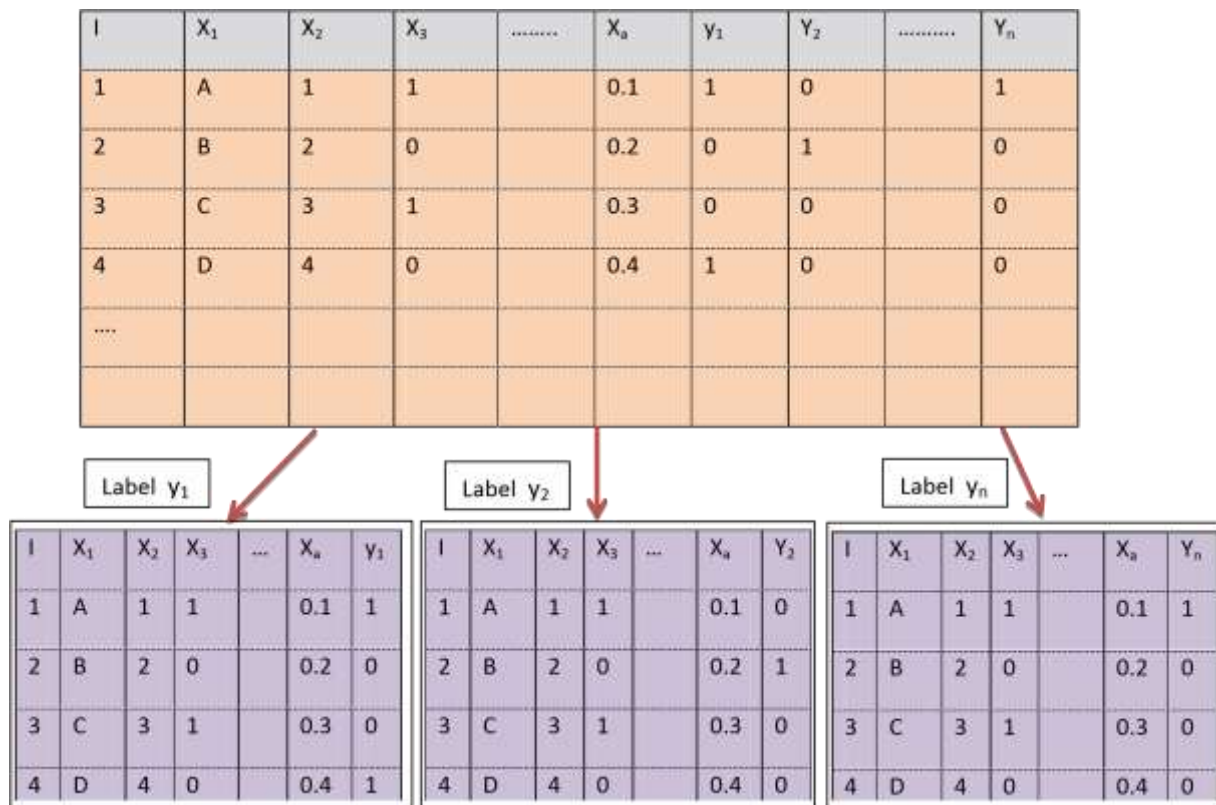 I X₁ X₂ X₃ ........ Xₐ y₁ Y₂ .......... Yₙ
1 A 1 1 0.1 1 0 1
2 B 2 0 0.2 0 1 0
3 C 3 1 0.3 0 0 0
4 D 4 0 0.4 1 0 0
....
Label y₁
Label y₂
Label yₙ
I X₁ X₂ X₃ ... Xₐ y₁
1 A 1 1 0.1 1
2 B 2 0 0.2 0
3 C 3 1 0.3 0
4 D 4 0 0.4 1
I X₁ X₂ X₃ ... Xₐ Y₂
1 A 1 1 0.1 0
2 B 2 0 0.2 1
3 C 3 1 0.3 0
4 D 4 0 0.4 0
I X₁ X₂ X₃ ... Xₐ Yₙ
1 A 1 1 0.1 1
2 B 2 0 0.2 0
3 C 3 1 0.3 0
4 D 4 0 0.4 0